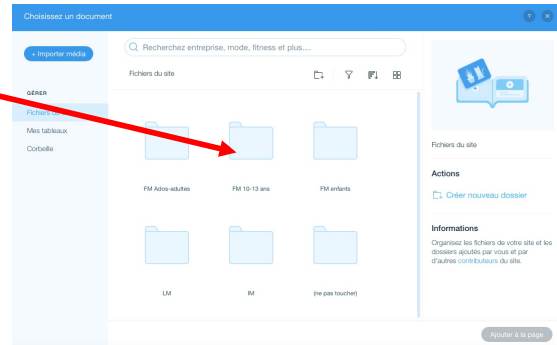 Choisissez un document
? ×
+ Importer média
Recherchez entreprise, mode, fitness et plus....
Fichiers du site
GÉRER
Fichiers du
Mes tableaux
Corbeille
FM Ados-adultes
FM 10-13 ans
FM enfants
LM
IM
(ne pas toucher)
Fichiers du site
Actions
Créer nouveau dossier
Informations
Organisez les fichiers de votre site et les
dossiers ajoutés par vous et par
d'autres contributeurs du site.
Ajouter à la page